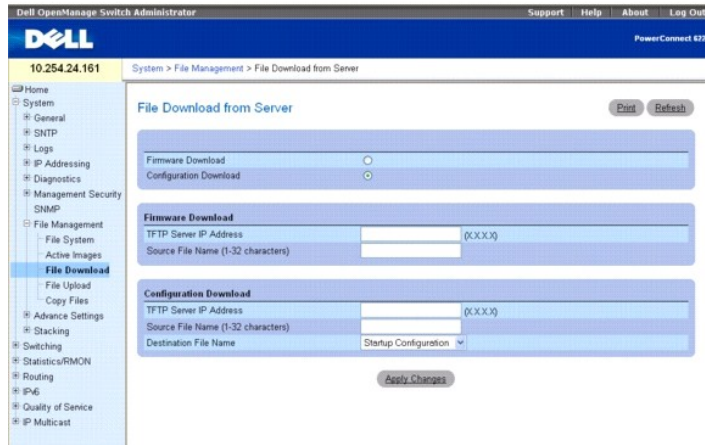 Dell OpenManage Switch Administrator
Support Help About Log Out
DELL
PowerConnect
10.254.24.161
System > File Management > File Download from Server
Home
System
General
SNTP
Logs
IP Addressing
Diagnostics
Management Security
SNMP
File Management
File System
Active Images
File Download
File Upload
Copy Files
Advance Settings
Stacking
Switching
Statistics/RMON
Routing
IPv6
Quality of Service
IP Multicast
File Download from Server
Print Refresh
Firmware Download
Configuration Download
Firmware Download
TFTP Server IP Address (X.X.X.X)
Source File Name (1-32 characters)
Configuration Download
TFTP Server IP Address (X.X.X.X)
Source File Name (1-32 characters)
Destination File Name Startup Configuration
Apply Changes